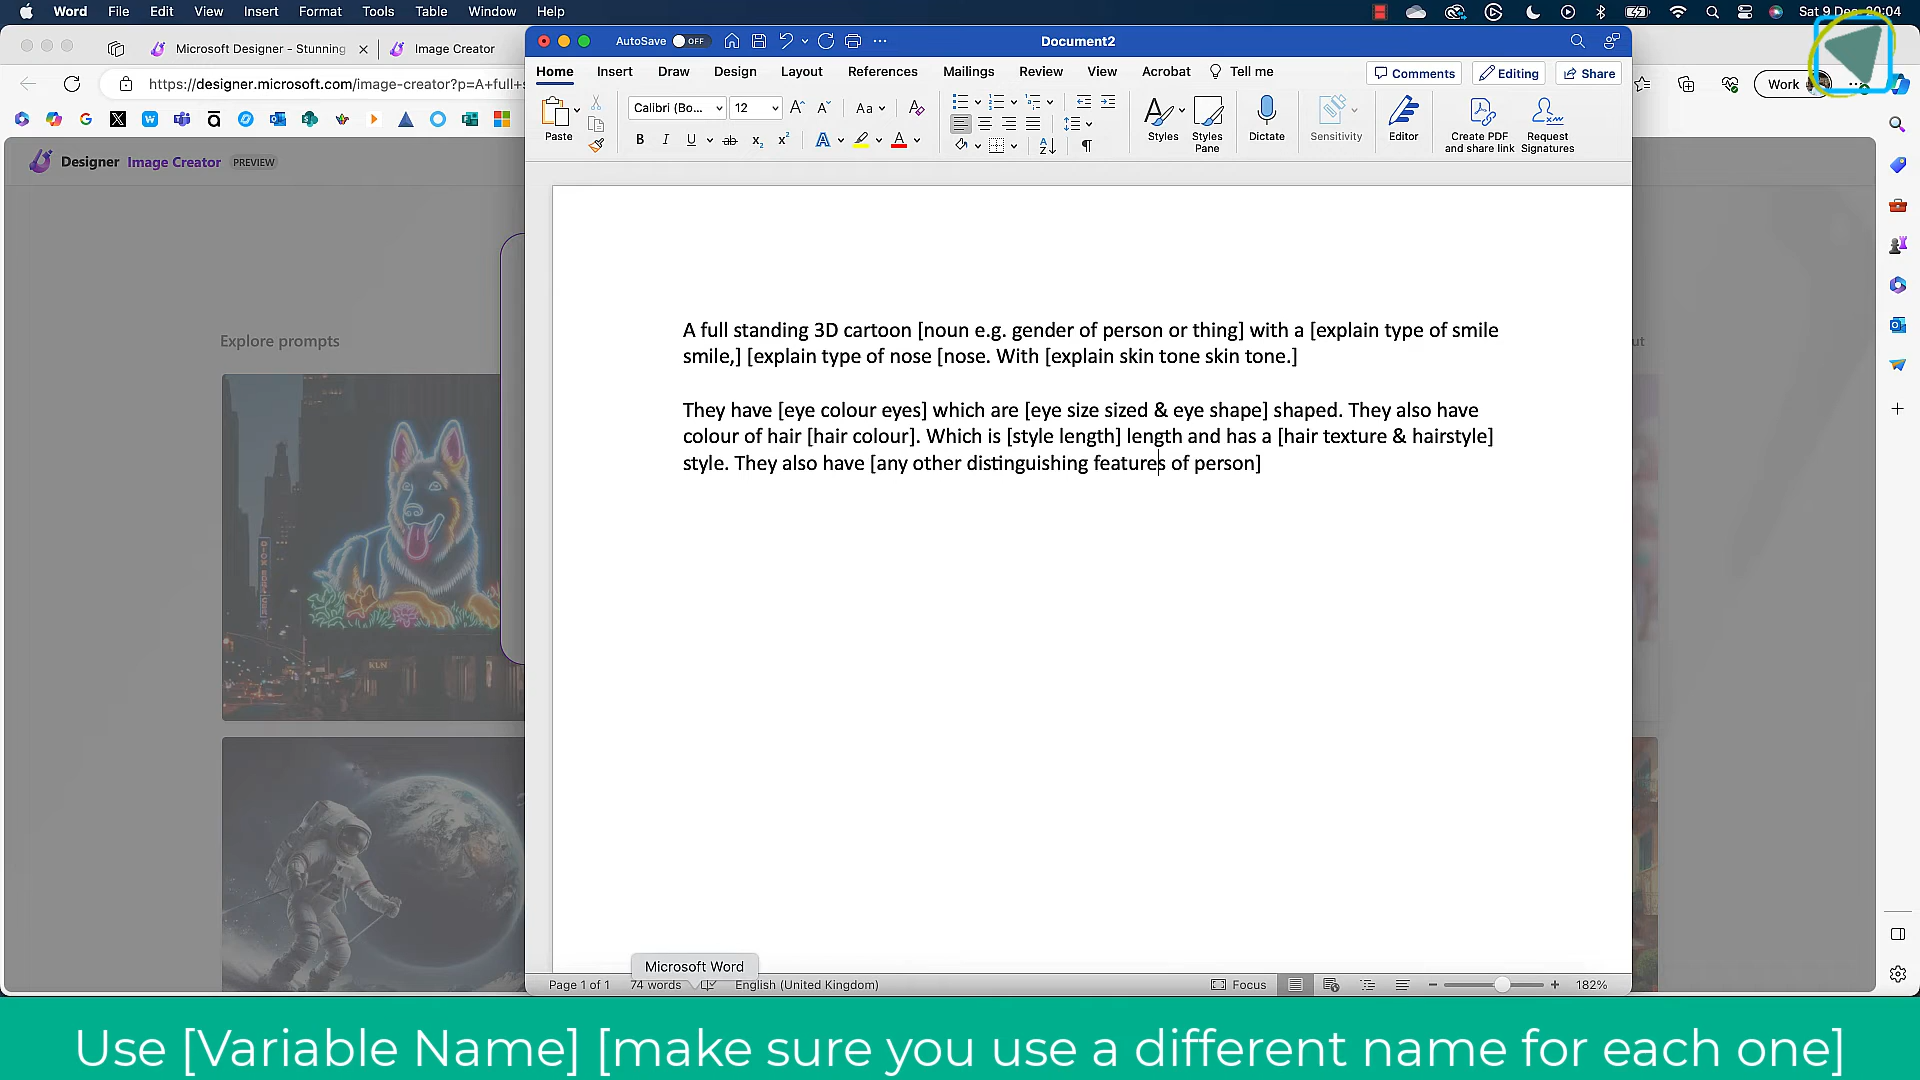 Word File Edit View Insert Format Tools Table Window Help
Sat 9 Dec 20:04
Microsoft Designer - Stunning
Image Creator
AutoSave OFF
Document2
https://designer.microsoft.com/image-creator?p=A+full+s
Work
Home Insert Draw Design Layout References Mailings Review View Acrobat Tell me
Comments Editing Share
Calibri (Bo... 12
Paste
Styles
Styles Pane
Dictate
Sensitivity
Editor
Create PDF and share link
Request Signatures
Designer Image Creator PREVIEW
Explore prompts
A full standing 3D cartoon [noun e.g. gender of person or thing] with a [explain type of smile
smile,] [explain type of nose [nose. With [explain skin tone skin tone.]
They have [eye colour eyes] which are [eye size sized & eye shape] shaped. They also have
colour of hair [hair colour]. Which is [style length] length and has a [hair texture & hairstyle]
style. They also have [any other distinguishing features of person]
KLN
Microsoft Word
Page 1 of 1 74 words English (United Kingdom) Focus 182%
Use [Variable Name] [make sure you use a different name for each one]